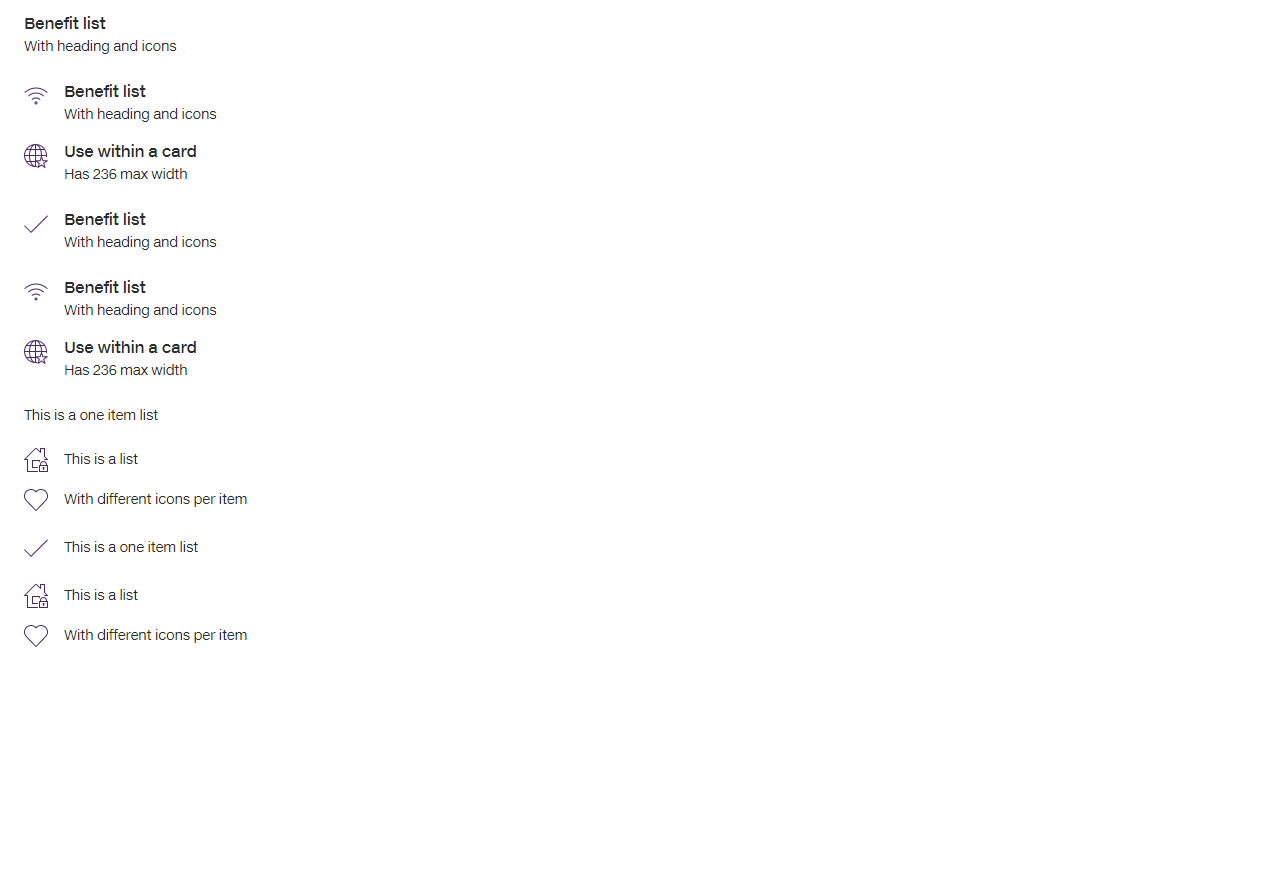 Benefit list
With heading and icons
Benefit list
With heading and icons
Use within a card
Has 236 max width
Benefit list
With heading and icons
Benefit list
With heading and icons
Use within a card
Has 236 max width
This is a one item list
This is a list
With different icons per item
This is a one item list
This is a list
With different icons per item